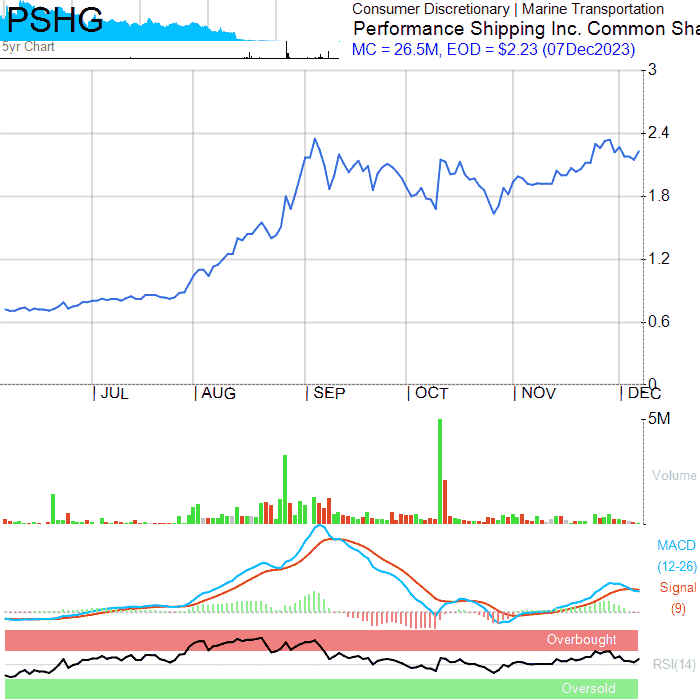 PSHG
5yr Chart
Consumer Discretionary | Marine Transportation
Performance Shipping Inc. Common Sha
MC = 26.5M, EOD = $2.23 (07Dec2023)
3
2.4
1.8
1.2
0.6
0
JUL AUG SEP OCT NOV DEC
5M
Volume
MACD
(12-26)
Signal
(9)
Overbought
RSI(14)
Oversold